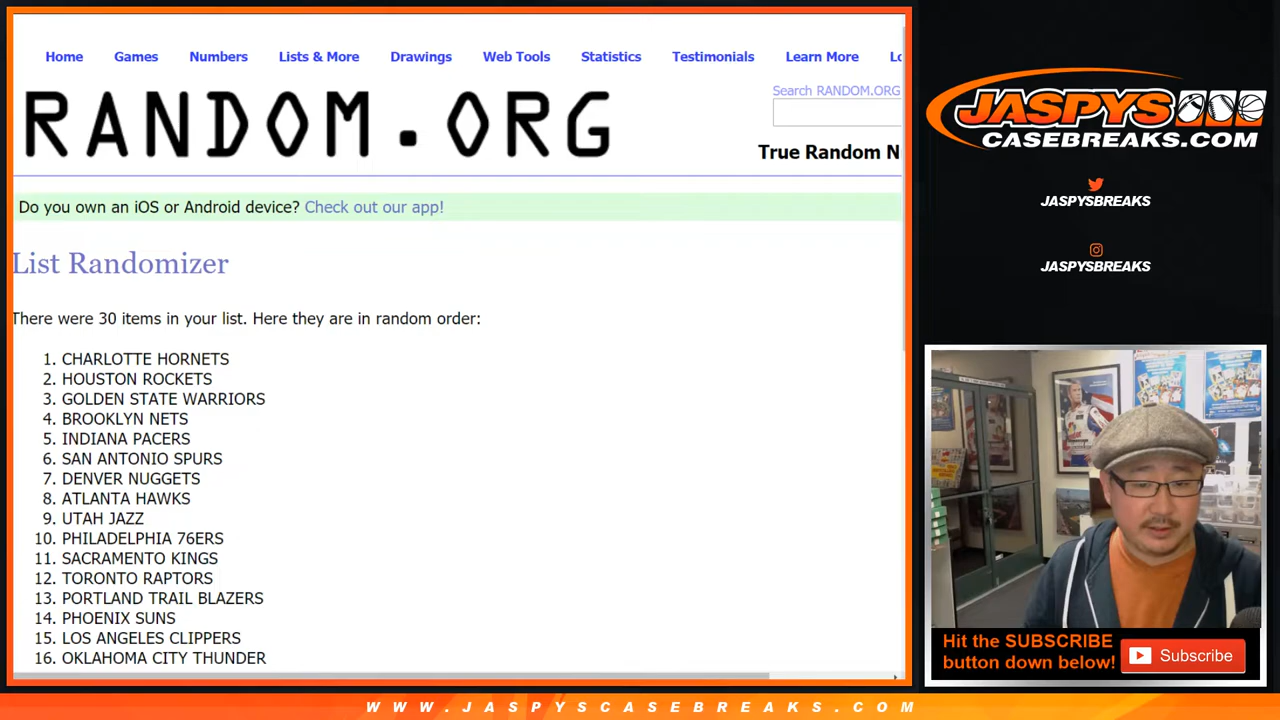 Home Games Numbers Lists & More Drawings Web Tools Statistics Testimonials Learn More
RANDOM.ORG
Search RANDOM.ORG
True Random N
Do you own an iOS or Android device? Check out our app!
List Randomizer
There were 30 items in your list. Here they are in random order:
1. CHARLOTTE HORNETS
2. HOUSTON ROCKETS
3. GOLDEN STATE WARRIORS
4. BROOKLYN NETS
5. INDIANA PACERS
6. SAN ANTONIO SPURS
7. DENVER NUGGETS
8. ATLANTA HAWKS
9. UTAH JAZZ
10. PHILADELPHIA 76ERS
11. SACRAMENTO KINGS
12. TORONTO RAPTORS
13. PORTLAND TRAIL BLAZERS
14. PHOENIX SUNS
15. LOS ANGELES CLIPPERS
16. OKLAHOMA CITY THUNDER
JASPYS
CASEBREAKS.COM
JASPYSBREAKS
JASPYSBREAKS
Hit the SUBSCRIBE
button down below!
Subscribe
WWW.JASPYSCASEBREAKS.COM